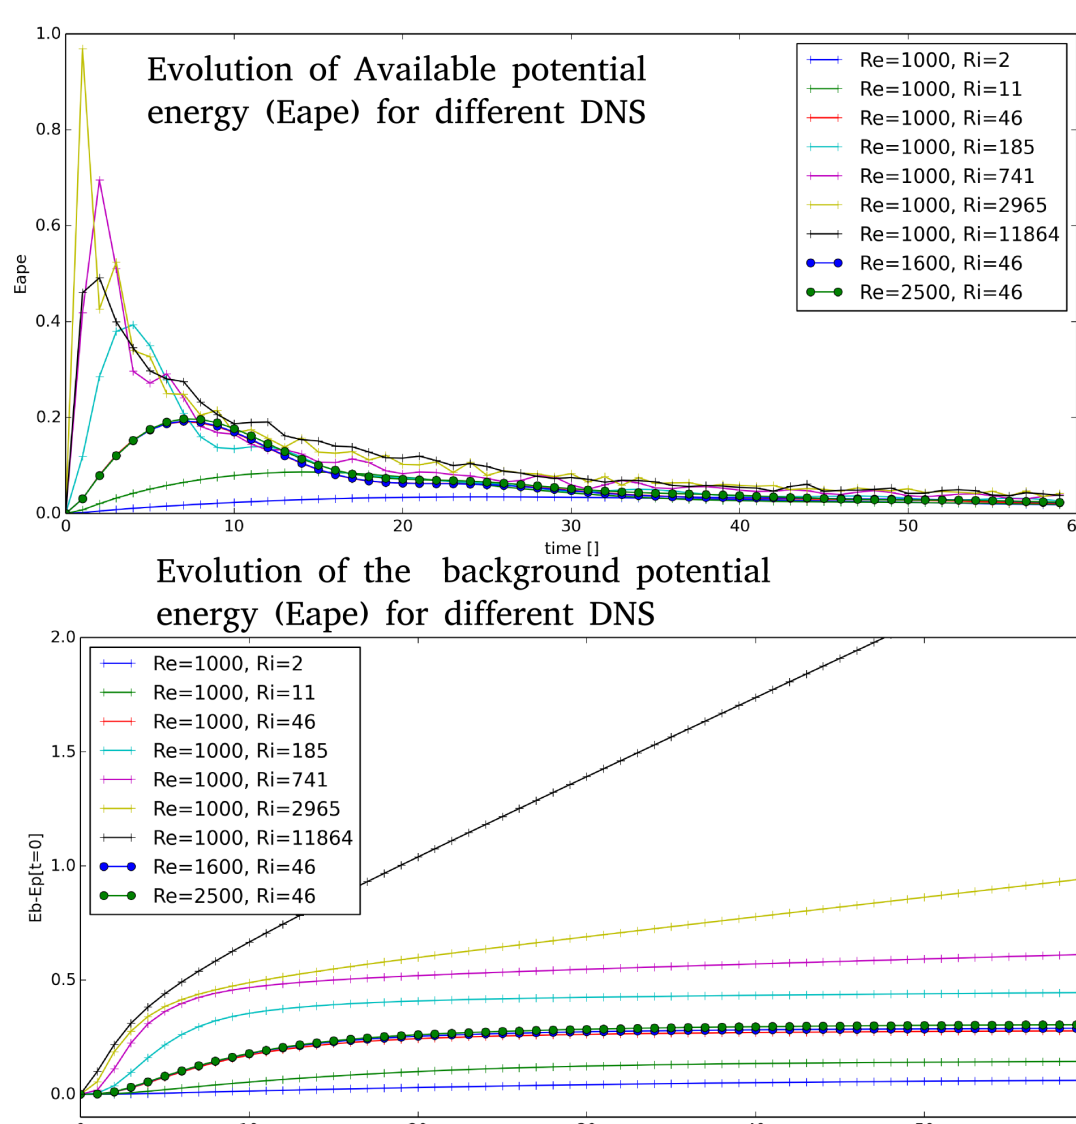 1.0
Evolution of Available potential
energy (Eape) for different DNS
Re=1000, Ri=2
Re=1000, Ri=11
Re=1000, Ri=46
Re=1000, Ri=185
Re=1000, Ri=741
Re=1000, Ri=2965
Re=1000, Ri=11864
Re=1600, Ri=46
Re=2500, Ri=46
0.8
0.6
Eape
0.4
0.2
0.0
0 10 20 30 40 50 6
time []
Evolution of the background potential
energy (Eape) for different DNS
2.0
Re=1000, Ri=2
Re=1000, Ri=11
Re=1000, Ri=46
Re=1000, Ri=185
Re=1000, Ri=741
Re=1000, Ri=2965
Re=1000, Ri=11864
Re=1600, Ri=46
Re=2500, Ri=46
1.5
1.0
Eb-Ep[t=0]
0.5
0.0